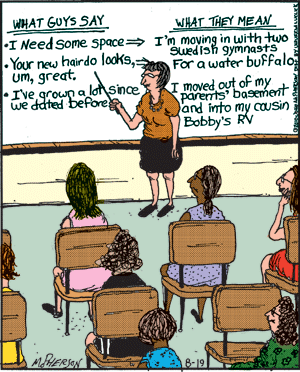 WHAT GUYS SAY
WHAT THEY MEAN
• I Need some space ⇒
I'm moving in with two
Swedish gymnasts
• Your new hairdo looks, ⇒
um, great.
For a water buffalo
• I've grown a lot since
we dated before ⇒
I moved out of my
parents' basement
and into my cousin
Bobby's RV
McPHERSON
8-19